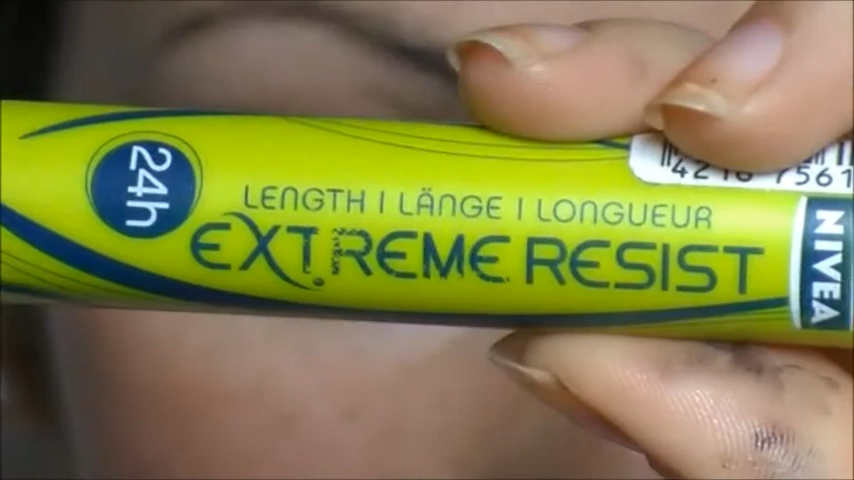 24h
LENGTH | LÄNGE | LONGUEUR
EXTREME RESIST
NIVEA